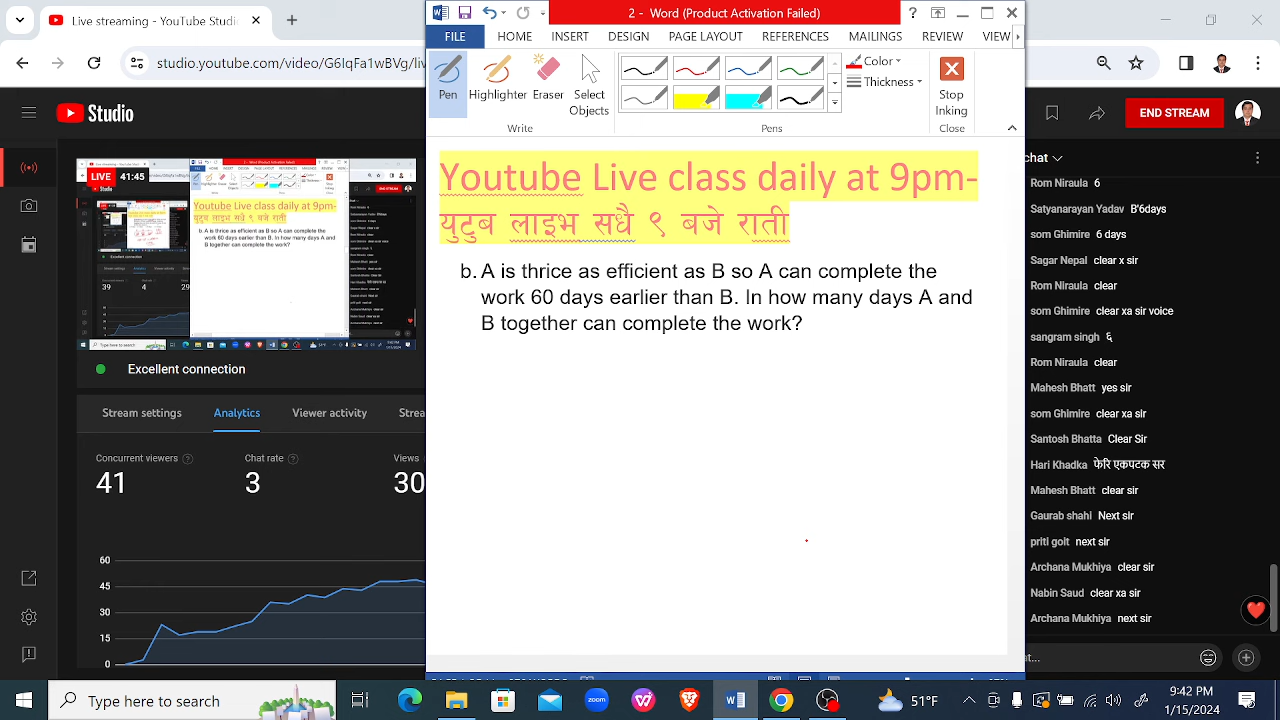 Live streaming - Yout
studio.youtube.com/video/GgFa1wBVg/liv
Studio
LIVE 41:45
Excellent connection
Stream settings Analytics Viewer activity Strea
Concurrent viewers Chat rate Views
41 3 30
60
45
30
15
0
2 - Word (Product Activation Failed)
FILE HOME INSERT DESIGN PAGE LAYOUT REFERENCES MAILINGS REVIEW VIEW
Pen Highlighter Eraser Select Objects
Color
Thickness
Stop Inking
Write Pens Close
Youtube Live class daily at 9pm-
युटुब लाइभ सधै ९ बजे राती
b. A is thrice as efficient as B so A can complete the
work 60 days earlier than B. In how many days A and
B together can complete the work?
END STREAM
Rom Niraula 6
Satyanarayan Yadav B'6days
som Ghimire 6 days
Sagar Nepal clear x sir
Rom Niraula clear
som Ghimire clear xa sir voice
sangram singh ६
Rom Niraula clear
Mahesh Bhatt yes sir
som Ghimire clear xa sir
Santosh Bhatta Clear Sir
Hari Khadka फेरि एकपटक सर
Mahesh Bhatt clear sir
Gaurab shahi Next sir
priti goit next sir
Archana Mukhiya clear sir
Nabin Saud clear xa sir
Archana Mukhiya next sir
Type here to search
zoom
51°F
9:42 PM
1/15/2024